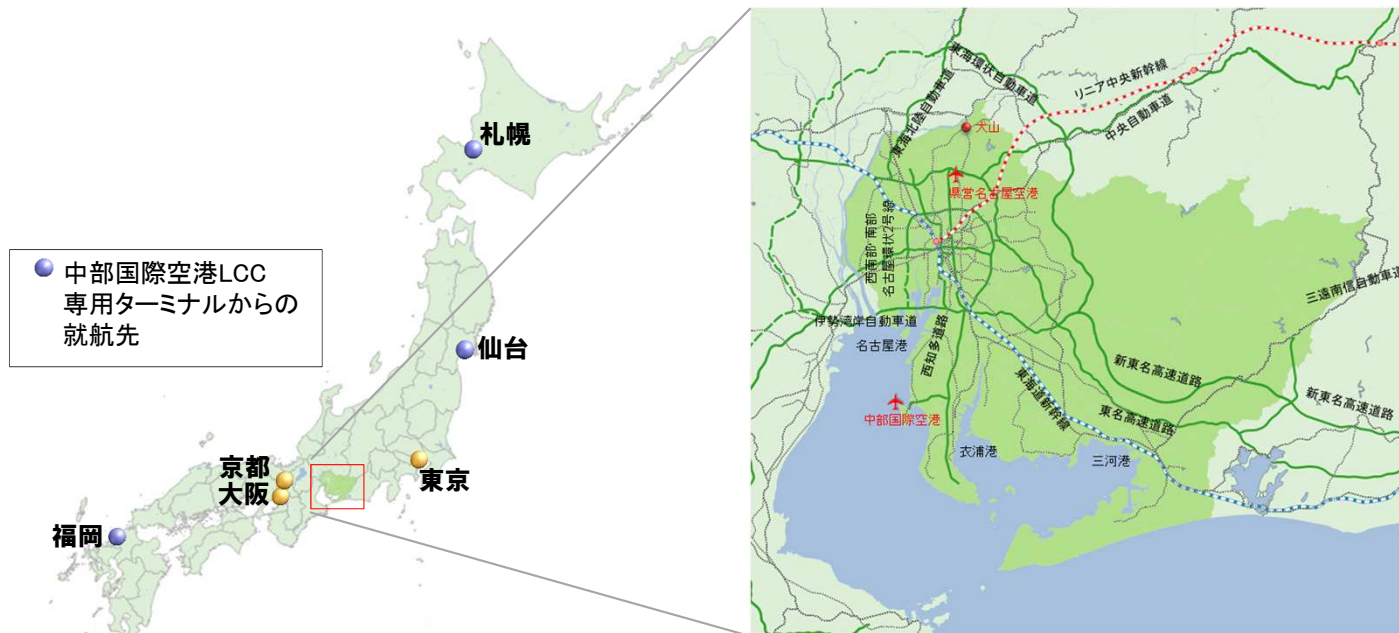 札幌
中部国際空港LCC
専用ターミナルからの
就航先
仙台
京都
大阪
東京
福岡
東海環状自動車道
東海北陸自動車道
リニア中央新幹線
中央自動車道
犬山
県営名古屋空港
西南部・南部
名古屋環状2号線
三遠南信自動車道
伊勢湾岸自動車道
名古屋港
西知多道路
新東名高速道路
新東名高速道路
東海道新幹線
東名高速道路
中部国際空港
衣浦港
三河港